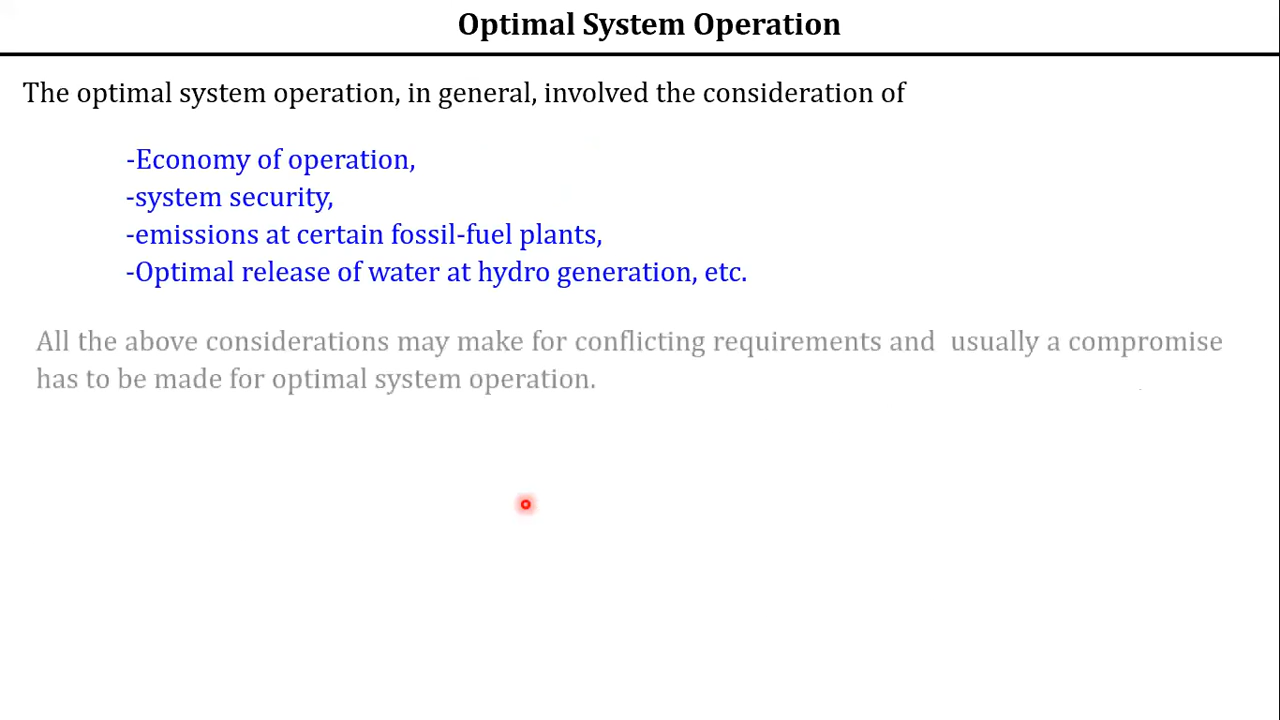 Optimal System Operation
The optimal system operation, in general, involved the consideration of
-Economy of operation,
-system security,
-emissions at certain fossil-fuel plants,
-Optimal release of water at hydro generation, etc.
All the above considerations may make for conflicting requirements and usually a compromise
has to be made for optimal system operation.